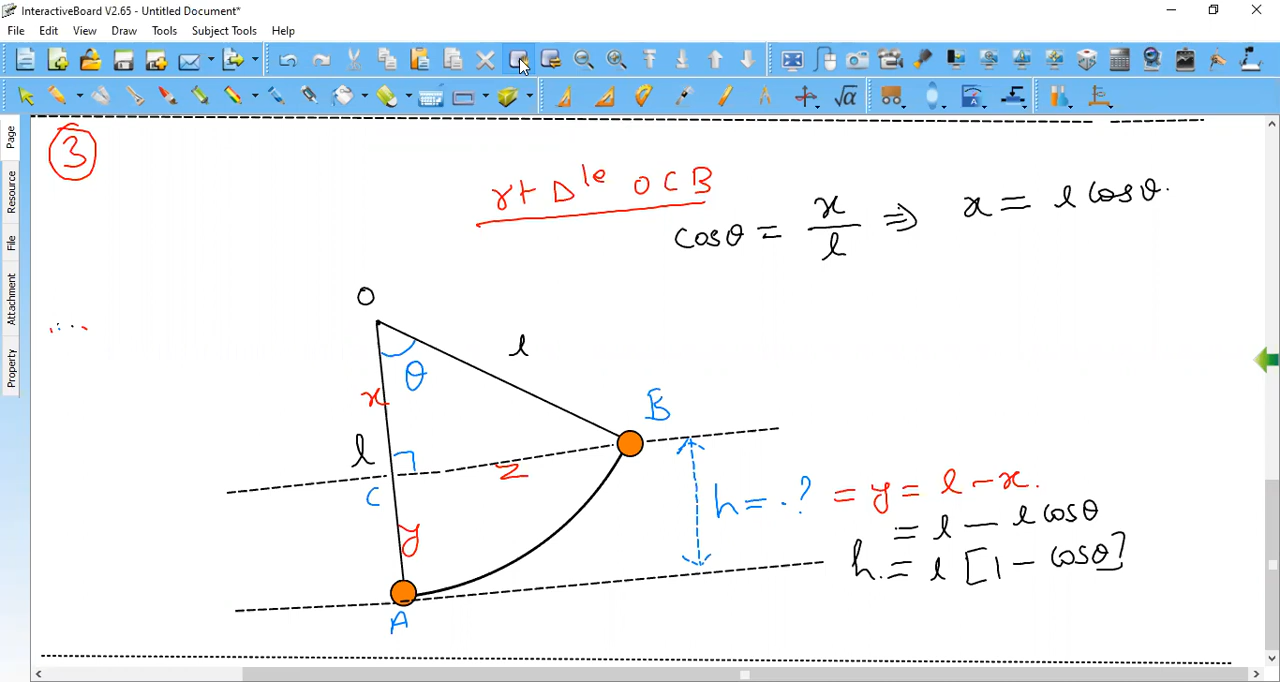 InteractiveBoard V2.65 - Untitled Document*
File Edit View Draw Tools Subject Tools Help
Page
Resource
File
Attachment
Property
3
rt Δle OCB
cosθ = x/l ⇒ x = l cosθ.
O
l
θ
x
B
l
z
C
h = .? = y = l - x.
= l - l cosθ
y
h. = l [1 - cosθ]
A